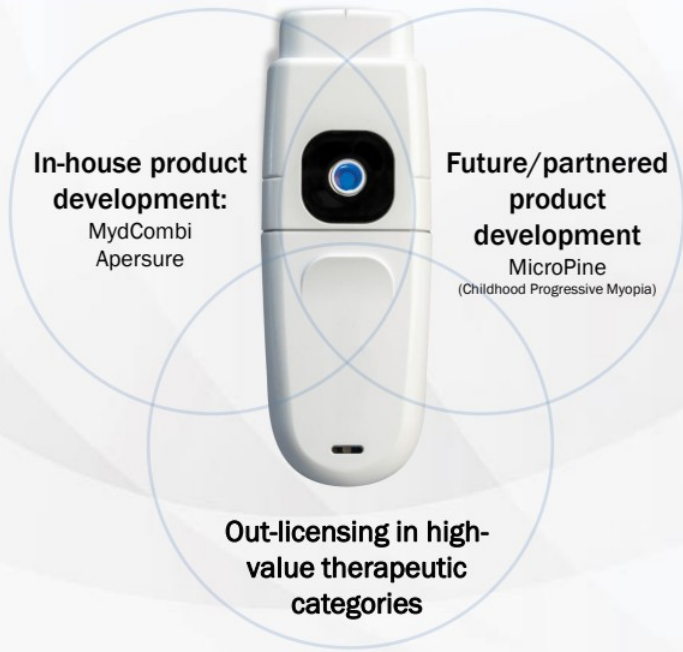 In-house product
development:
MydCombi
Apersure
Future/partnered
product
development
MicroPine
(Childhood Progressive Myopia)
Out-licensing in high-
value therapeutic
categories